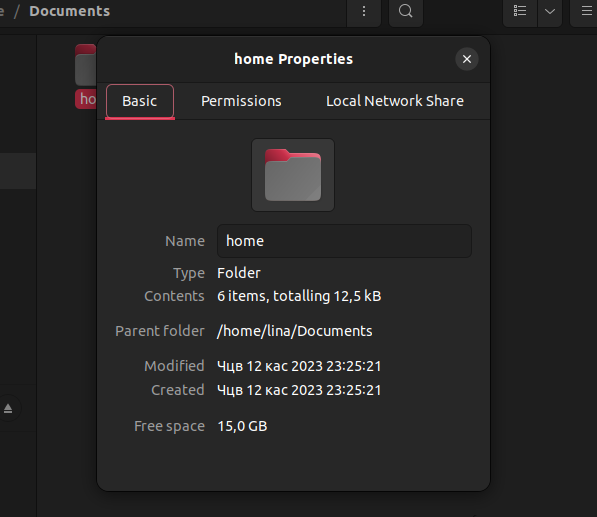 / Documents
home Properties
Basic Permissions Local Network Share
Name home
Type Folder
Contents 6 items, totalling 12,5 kB
Parent folder /home/lina/Documents
Modified Чцв 12 кас 2023 23:25:21
Created Чцв 12 кас 2023 23:25:21
Free space 15,0 GB